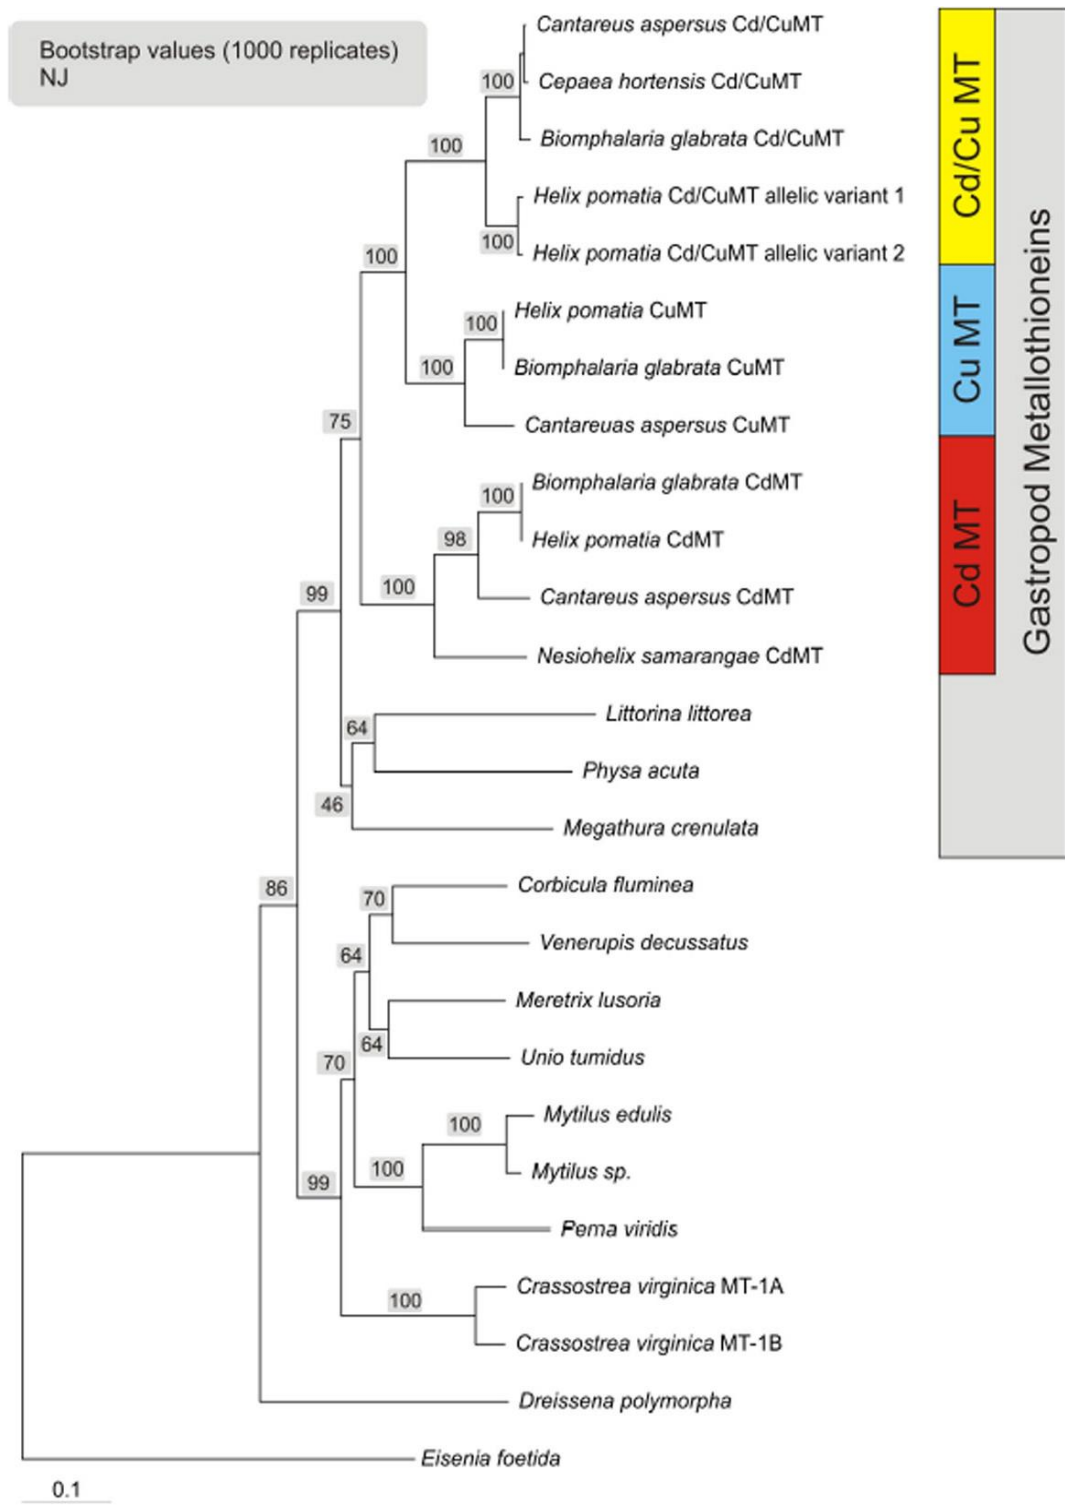 Bootstrap values (1000 replicates)
NJ
Cantareus aspersus Cd/CuMT
Cepaea hortensis Cd/CuMT
100
Biomphalaria glabrata Cd/CuMT
100
Helix pomatia Cd/CuMT allelic variant 1
100
Helix pomatia Cd/CuMT allelic variant 2
100
Helix pomatia CuMT
100
Biomphalaria glabrata CuMT
100
Cantareuas aspersus CuMT
75
Biomphalaria glabrata CdMT
100
Helix pomatia CdMT
98
Cantareus aspersus CdMT
100
99
Nesiohelix samarangae CdMT
Littorina littorea
64
Physa acuta
46
Megathura crenulata
86
Corbicula fluminea
70
Venerupis decussatus
64
Meretrix lusoria
64
Unio tumidus
70
Mytilus edulis
100
Mytilus sp.
100
99
Perna viridis
Crassostrea virginica MT-1A
100
Crassostrea virginica MT-1B
Dreissena polymorpha
Eisenia foetida
0.1
Cd/Cu MT
Cu MT
Cd MT
Gastropod Metallothioneins